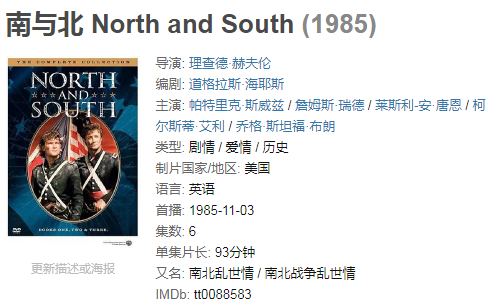 南与北 North and South (1985)
THE COMPLETE COLLECTION
NORTH
AND
SOUTH
BOOKS ONE, TWO & THREE
DVD
更新描述或海报
导演: 理查德·赫夫伦
编剧: 道格拉斯·海耶斯
主演: 帕特里克·斯威兹 / 詹姆斯·瑞德 / 莱斯利-安·唐恩 / 柯
尔斯蒂·艾利 / 乔格·斯坦福·布朗
类型: 剧情 / 爱情 / 历史
制片国家/地区: 美国
语言: 英语
首播: 1985-11-03
集数: 6
单集片长: 93分钟
又名: 南北乱世情 / 南北战争乱世情
IMDb: tt0088583